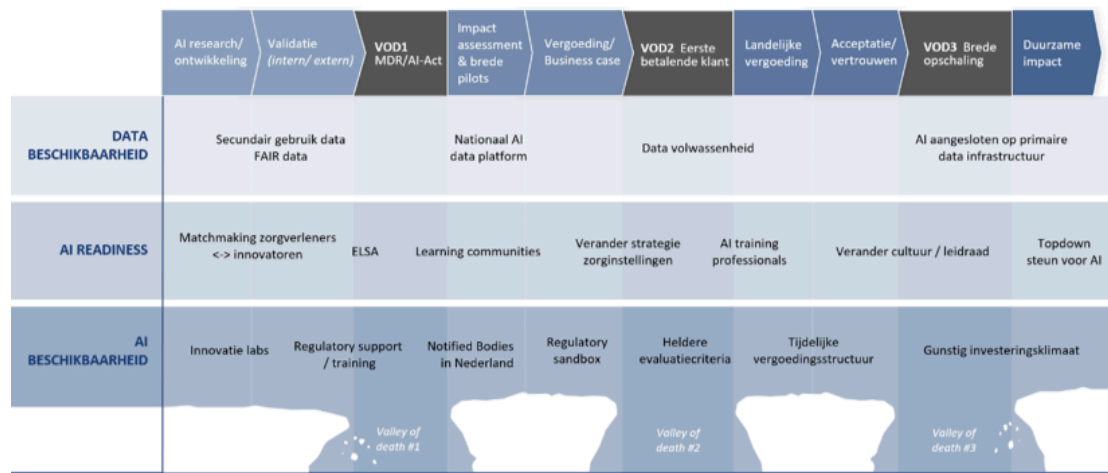 AI research/
ontwikkeling
Validatie
(intern/ extern)
VOD1
MDR/AI-Act
Impact
assessment
& brede
pilots
Vergoeding/
Business case
VOD2 Eerste
betalende klant
Landelijke
vergoeding
Acceptatie/
vertrouwen
VOD3 Brede
opschaling
Duurzame
impact
DATA
BESCHIKBAARHEID
Secundair gebruik data
FAIR data
Nationaal AI
data platform
Data volwassenheid
AI aangesloten op primaire
data infrastructuur
AI READINESS
Matchmaking zorgverleners
<-> innovatoren
ELSA
Learning communities
Verander strategie
zorginstellingen
AI training
professionals
Verander cultuur / leidraad
Topdown
steun voor AI
AI
BESCHIKBAARHEID
Innovatie labs
Regulatory support
/ training
Notified Bodies
in Nederland
Regulatory
sandbox
Heldere
evaluatiecriteria
Tijdelijke
vergoedingsstructuur
Gunstig investeringsklimaat
Valley of
death #1
Valley of
death #2
Valley of
death #3